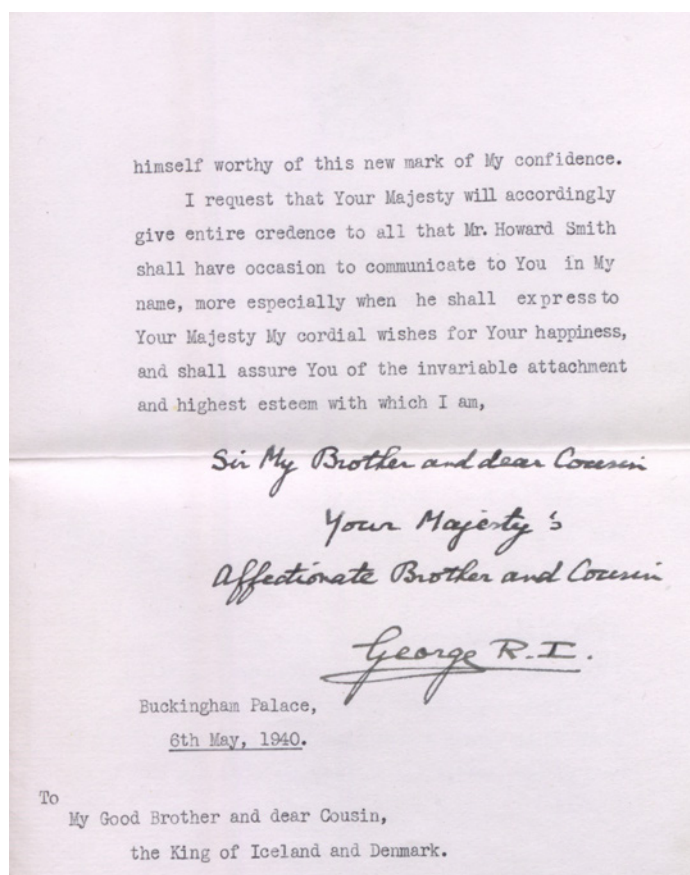 himself worthy of this new mark of My confidence.
I request that Your Majesty will accordingly
give entire credence to all that Mr. Howard Smith
shall have occasion to communicate to You in My
name, more especially when he shall express to
Your Majesty My cordial wishes for Your happiness,
and shall assure You of the invariable attachment
and highest esteem with which I am,
Sir My Brother and dear Cousin
Your Majesty's
Affectionate Brother and Cousin
George R.I.
Buckingham Palace,
6th May, 1940.
To
My Good Brother and dear Cousin,
the King of Iceland and Denmark.